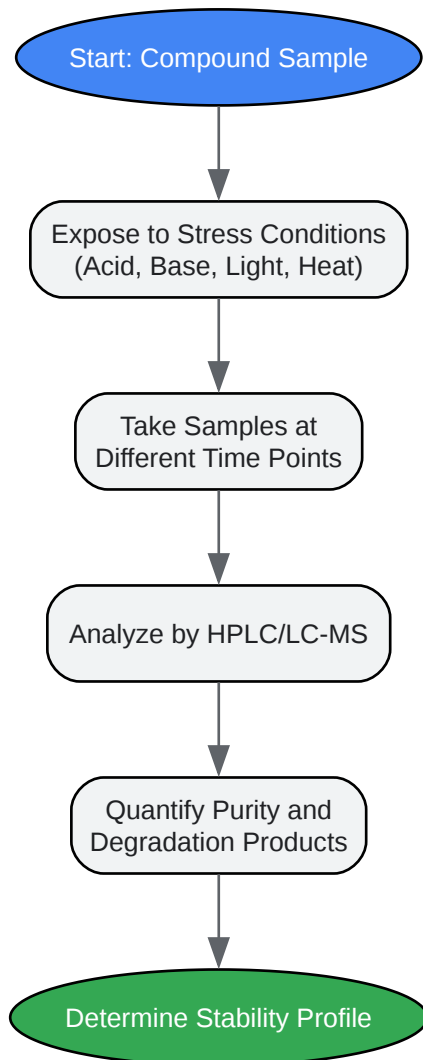 Start: Compound Sample
Expose to Stress Conditions
(Acid, Base, Light, Heat)
Take Samples at
Different Time Points
Analyze by HPLC/LC-MS
Quantify Purity and
Degradation Products
Determine Stability Profile